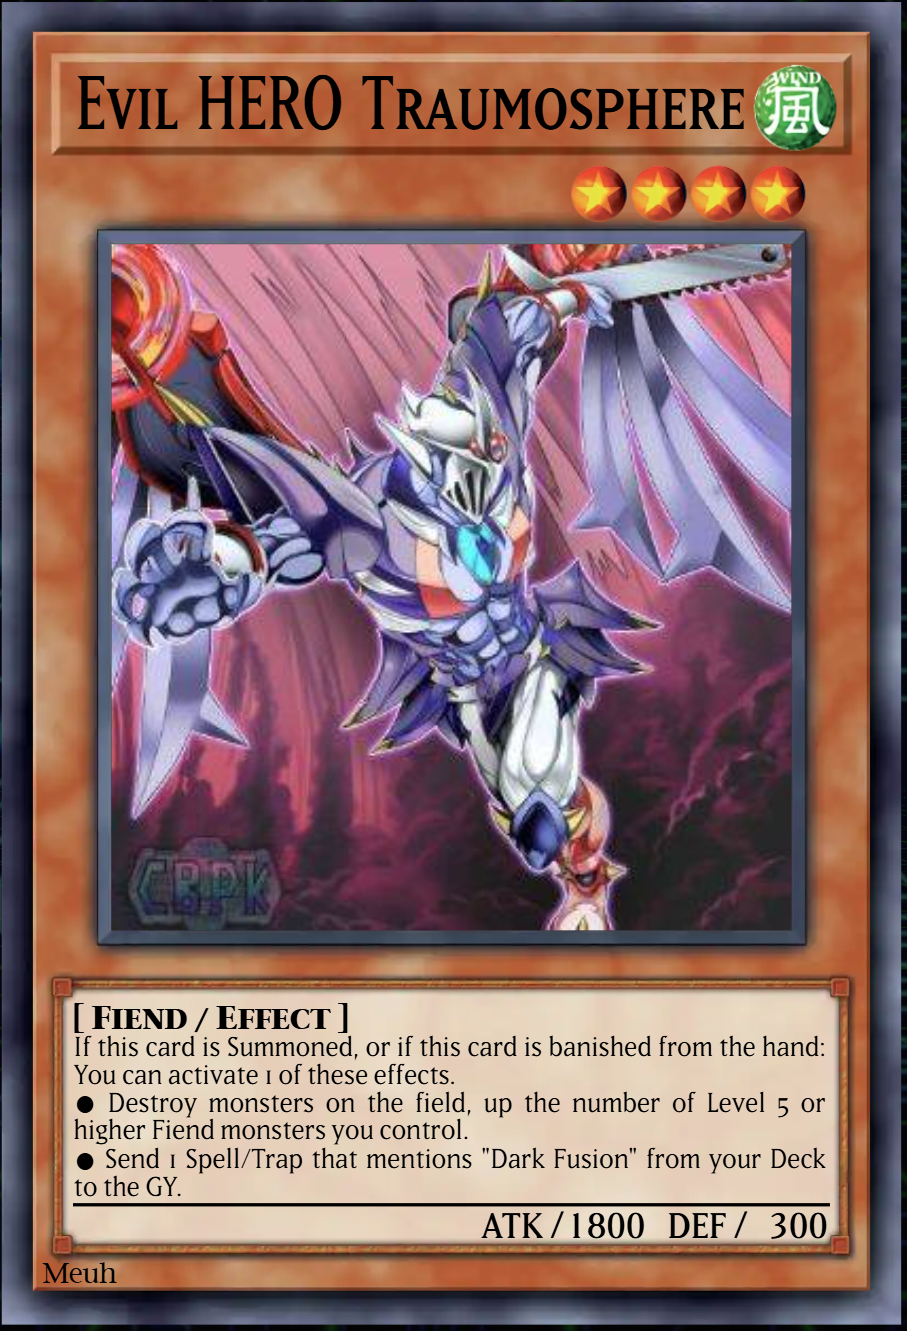 Evil HERO Traumosphere
WIND
風
CBPK
[ Fiend / Effect ]
If this card is Summoned, or if this card is banished from the hand:
You can activate 1 of these effects.
● Destroy monsters on the field, up the number of Level 5 or
higher Fiend monsters you control.
● Send 1 Spell/Trap that mentions "Dark Fusion" from your Deck
to the GY.
ATK / 1800 DEF / 300
Meuh